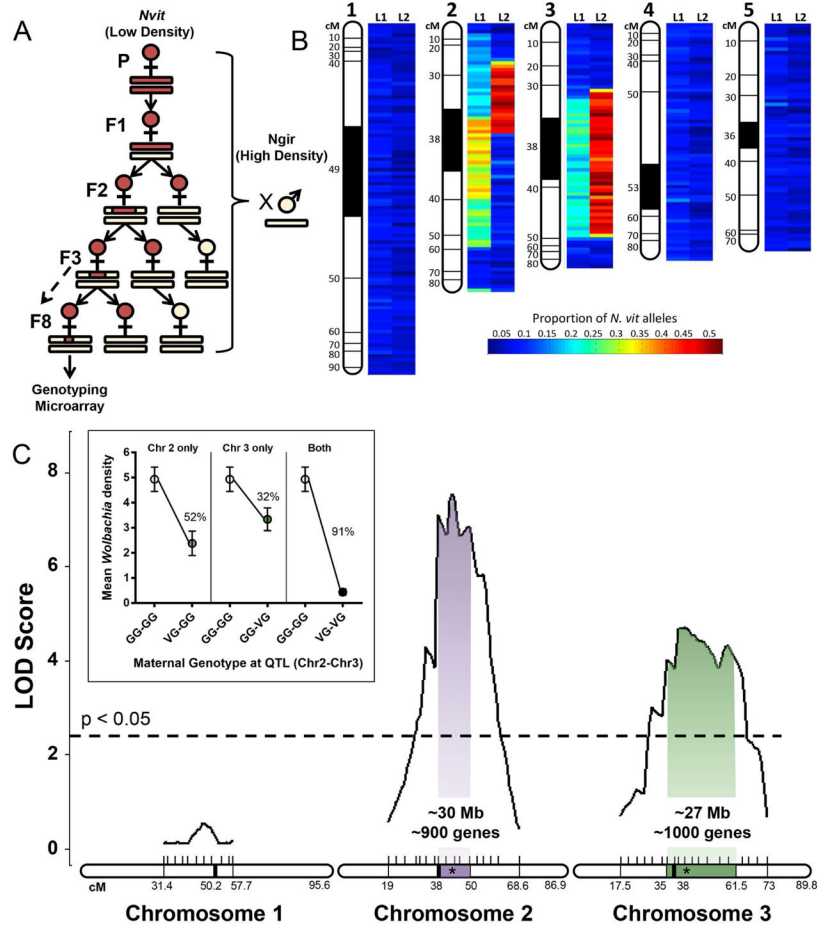 A
Nvit
(Low Density)
P
F1
F2
F3
F8
Ngir
(High Density)
X
Genotyping
Microarray
B
1
cM
L1 L2
10
20
30
40
49
50
60
70
80
90
2
cM
L1 L2
10
20
30
38
40
50
60
70
80
3
cM
L1 L2
10
20
30
38
40
50
60
70
80
4
cM
L1 L2
10
20
30
40
50
53
60
70
80
5
cM
L1 L2
10
20
30
36
40
50
60
70
Proportion of N. vit alleles
0.05 0.1 0.15 0.2 0.25 0.3 0.35 0.4 0.45 0.5
C
LOD Score
8
6
4
2
0
p < 0.05
Chr 2 only Chr 3 only Both
Mean Wolbachia density
6
5
4
3
2
1
0
52%
32%
91%
GG-GG VG-GG GG-GG GG-VG GG-GG VG-VG
Maternal Genotype at QTL (Chr2-Chr3)
~30 Mb
~900 genes
~27 Mb
~1000 genes
* *
cM 31.4 50.2 57.7 95.6
19 38 50 68.6 86.9
17.5 35 38 61.5 73 89.8
Chromosome 1 Chromosome 2 Chromosome 3